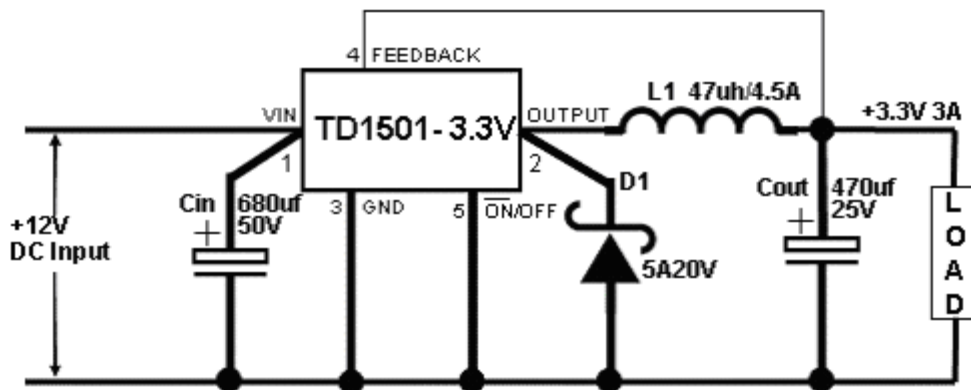 4 FEEDBACK
L1 47uh/4.5A
VIN
TD1501- 3.3V
OUTPUT
+3.3V 3A
1
2
D1
Cin
680uf
50V
+
3
GND
5
ON/OFF
Cout
470uf
25V
+
LOAD
+12V
DC Input
5A20V